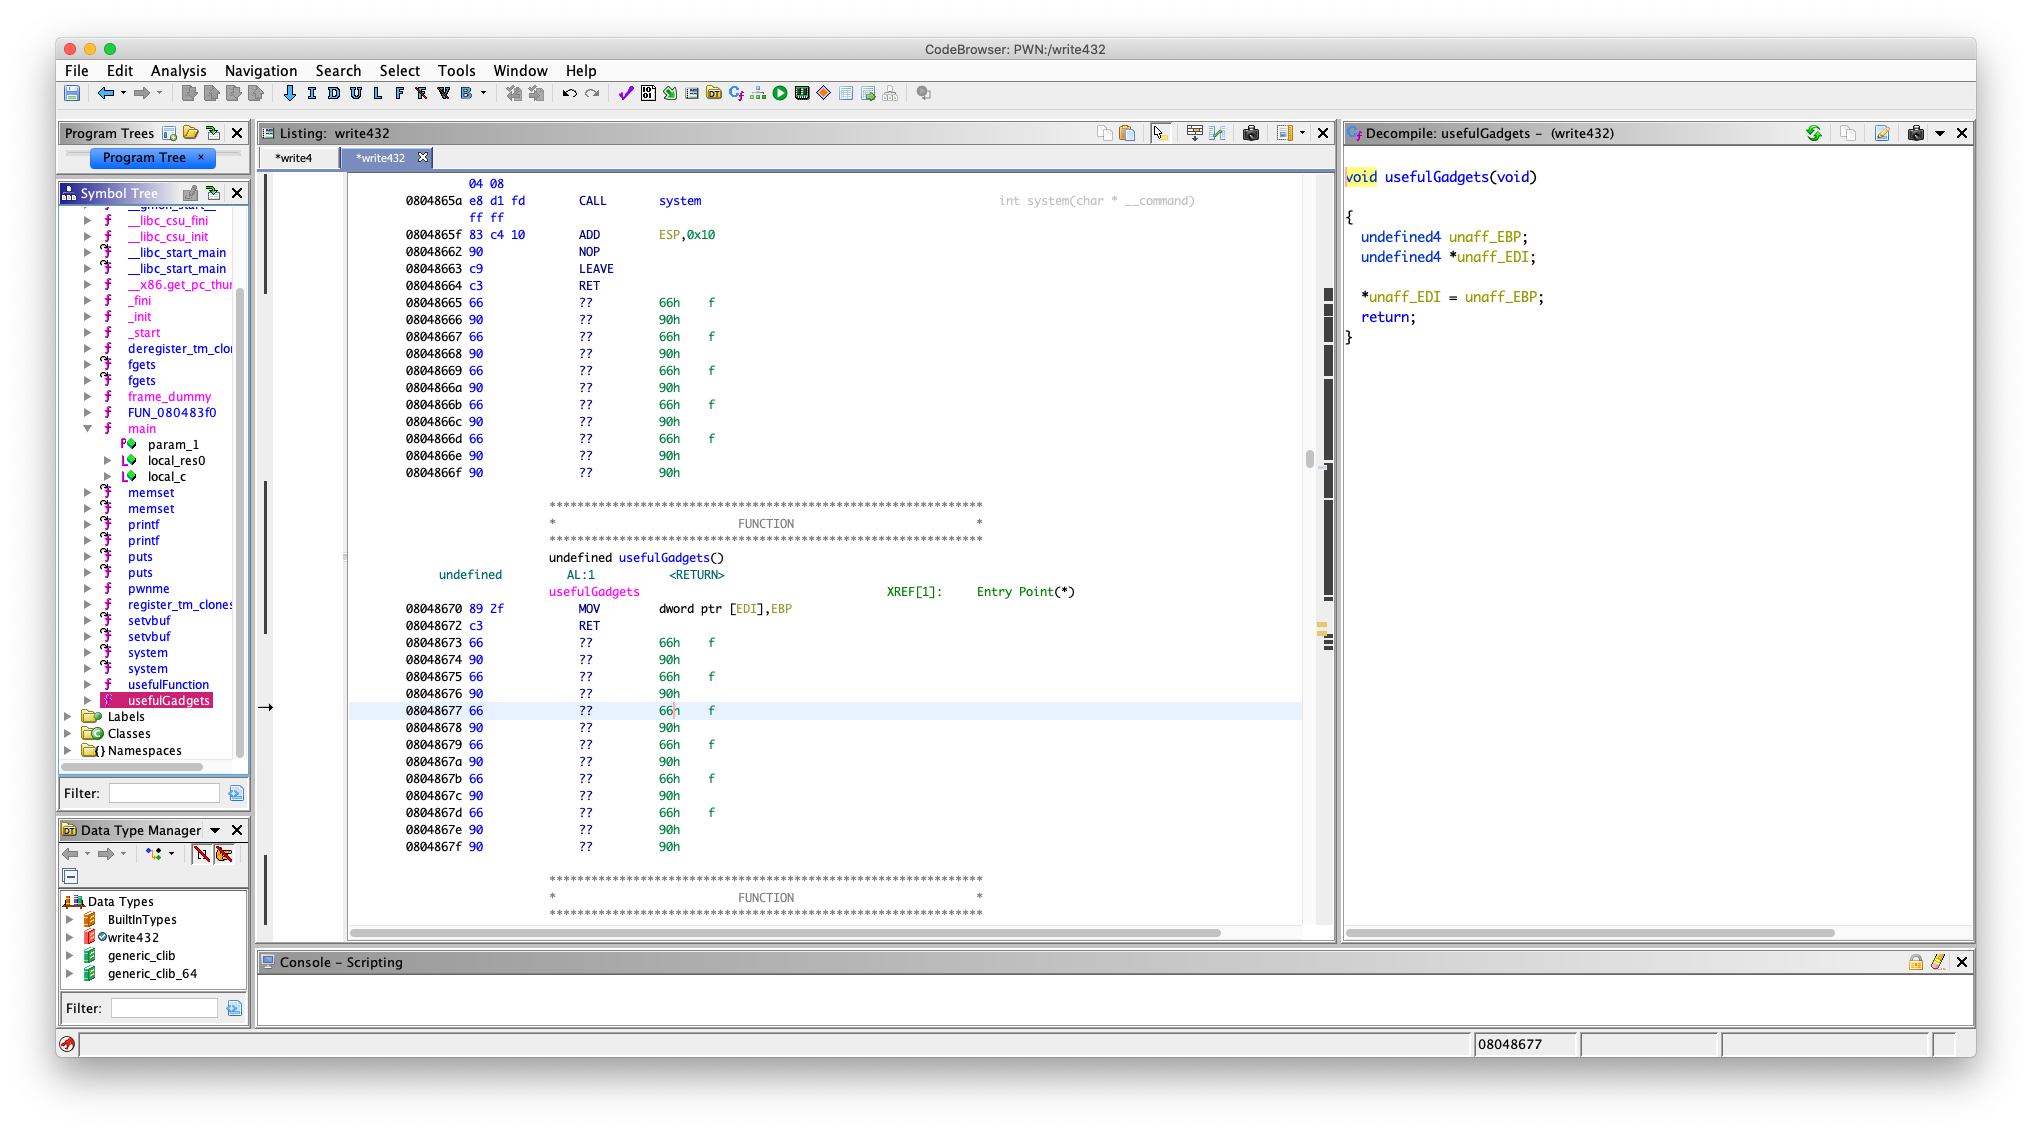 CodeBrowser: PWN:/write432
File Edit Analysis Navigation Search Select Tools Window Help
I D U L F B
Program Trees
Program Tree ×
Symbol Tree
__gmon_start__
__libc_csu_fini
__libc_csu_init
__libc_start_main
__libc_start_main
__x86.get_pc_thu
_fini
_init
_start
deregister_tm_clo
fgets
fgets
frame_dummy
FUN_080483f0
main
param_1
local_res0
local_c
memset
memset
printf
printf
puts
puts
pwnme
register_tm_clones
setvbuf
setvbuf
system
system
usefulFunction
usefulGadgets
Labels
Classes
Namespaces
Filter:
Data Type Manager
Data Types
BuiltInTypes
write432
generic_clib
generic_clib_64
Filter:
Listing: write432
*write4 *write432
04 08
0804865a e8 d1 fd CALL system int system(char * __command)
ff ff
0804865f 83 c4 10 ADD ESP,0x10
08048662 90 NOP
08048663 c9 LEAVE
08048664 c3 RET
08048665 66 ?? 66h f
08048666 90 ?? 90h
08048667 66 ?? 66h f
08048668 90 ?? 90h
08048669 66 ?? 66h f
0804866a 90 ?? 90h
0804866b 66 ?? 66h f
0804866c 90 ?? 90h
0804866d 66 ?? 66h f
0804866e 90 ?? 90h
0804866f 90 ?? 90h
**************************************************************
* FUNCTION *
**************************************************************
undefined usefulGadgets()
undefined AL:1 <RETURN>
usefulGadgets XREF[1]: Entry Point(*)
08048670 89 2f MOV dword ptr [EDI],EBP
08048672 c3 RET
08048673 66 ?? 66h f
08048674 90 ?? 90h
08048675 66 ?? 66h f
08048676 90 ?? 90h
08048677 66 ?? 66h f
08048678 90 ?? 90h
08048679 66 ?? 66h f
0804867a 90 ?? 90h
0804867b 66 ?? 66h f
0804867c 90 ?? 90h
0804867d 66 ?? 66h f
0804867e 90 ?? 90h
0804867f 90 ?? 90h
**************************************************************
* FUNCTION *
**************************************************************
Decompile: usefulGadgets - (write432)
void usefulGadgets(void)
{
undefined4 unaff_EBP;
undefined4 *unaff_EDI;
*unaff_EDI = unaff_EBP;
return;
}
Console - Scripting
08048677